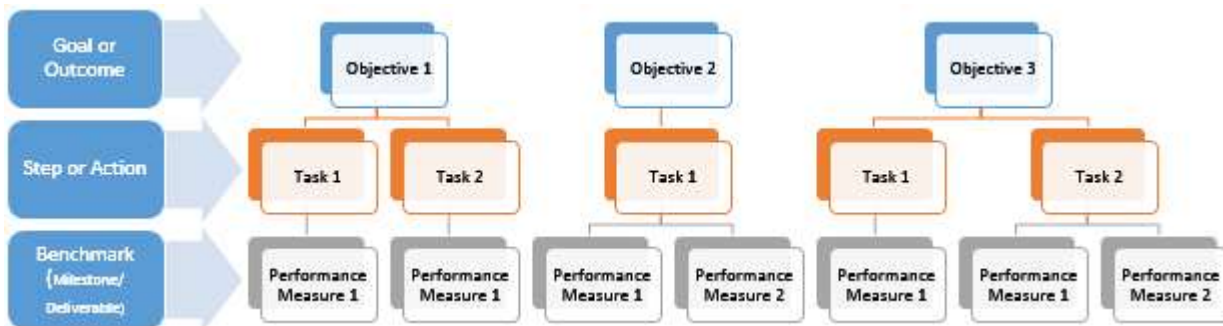 Goal or
Outcome
Objective 1
Objective 2
Objective 3
Step or Action
Task 1
Task 2
Task 1
Task 1
Task 2
Benchmark
(Milestone/
Deliverable)
Performance
Measure 1
Performance
Measure 1
Performance
Measure 1
Performance
Measure 2
Performance
Measure 1
Performance
Measure 1
Performance
Measure 2